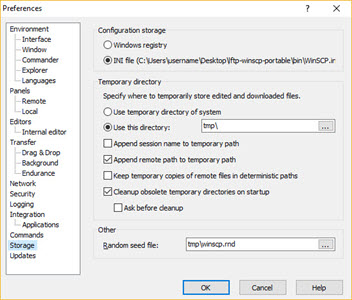 Preferences
Environment
Interface
Window
Commander
Explorer
Languages
Panels
Remote
Local
Editors
Internal editor
Transfer
Drag & Drop
Background
Endurance
Network
Security
Logging
Integration
Applications
Commands
Storage
Updates
Configuration storage
Windows registry
INI file (C:\Users\username\Desktop\lftp-winscp-portable\bin\WinSCP.ir
Temporary directory
Specify where to temporarily store edited and downloaded files.
Use temporary directory of system
Use this directory: tmp\ ...
Append session name to temporary path
Append remote path to temporary path
Keep temporary copies of remote files in deterministic paths
Cleanup obsolete temporary directories on startup
Ask before cleanup
Other
Random seed file: tmp\winscp.rnd ...
OK Cancel Help